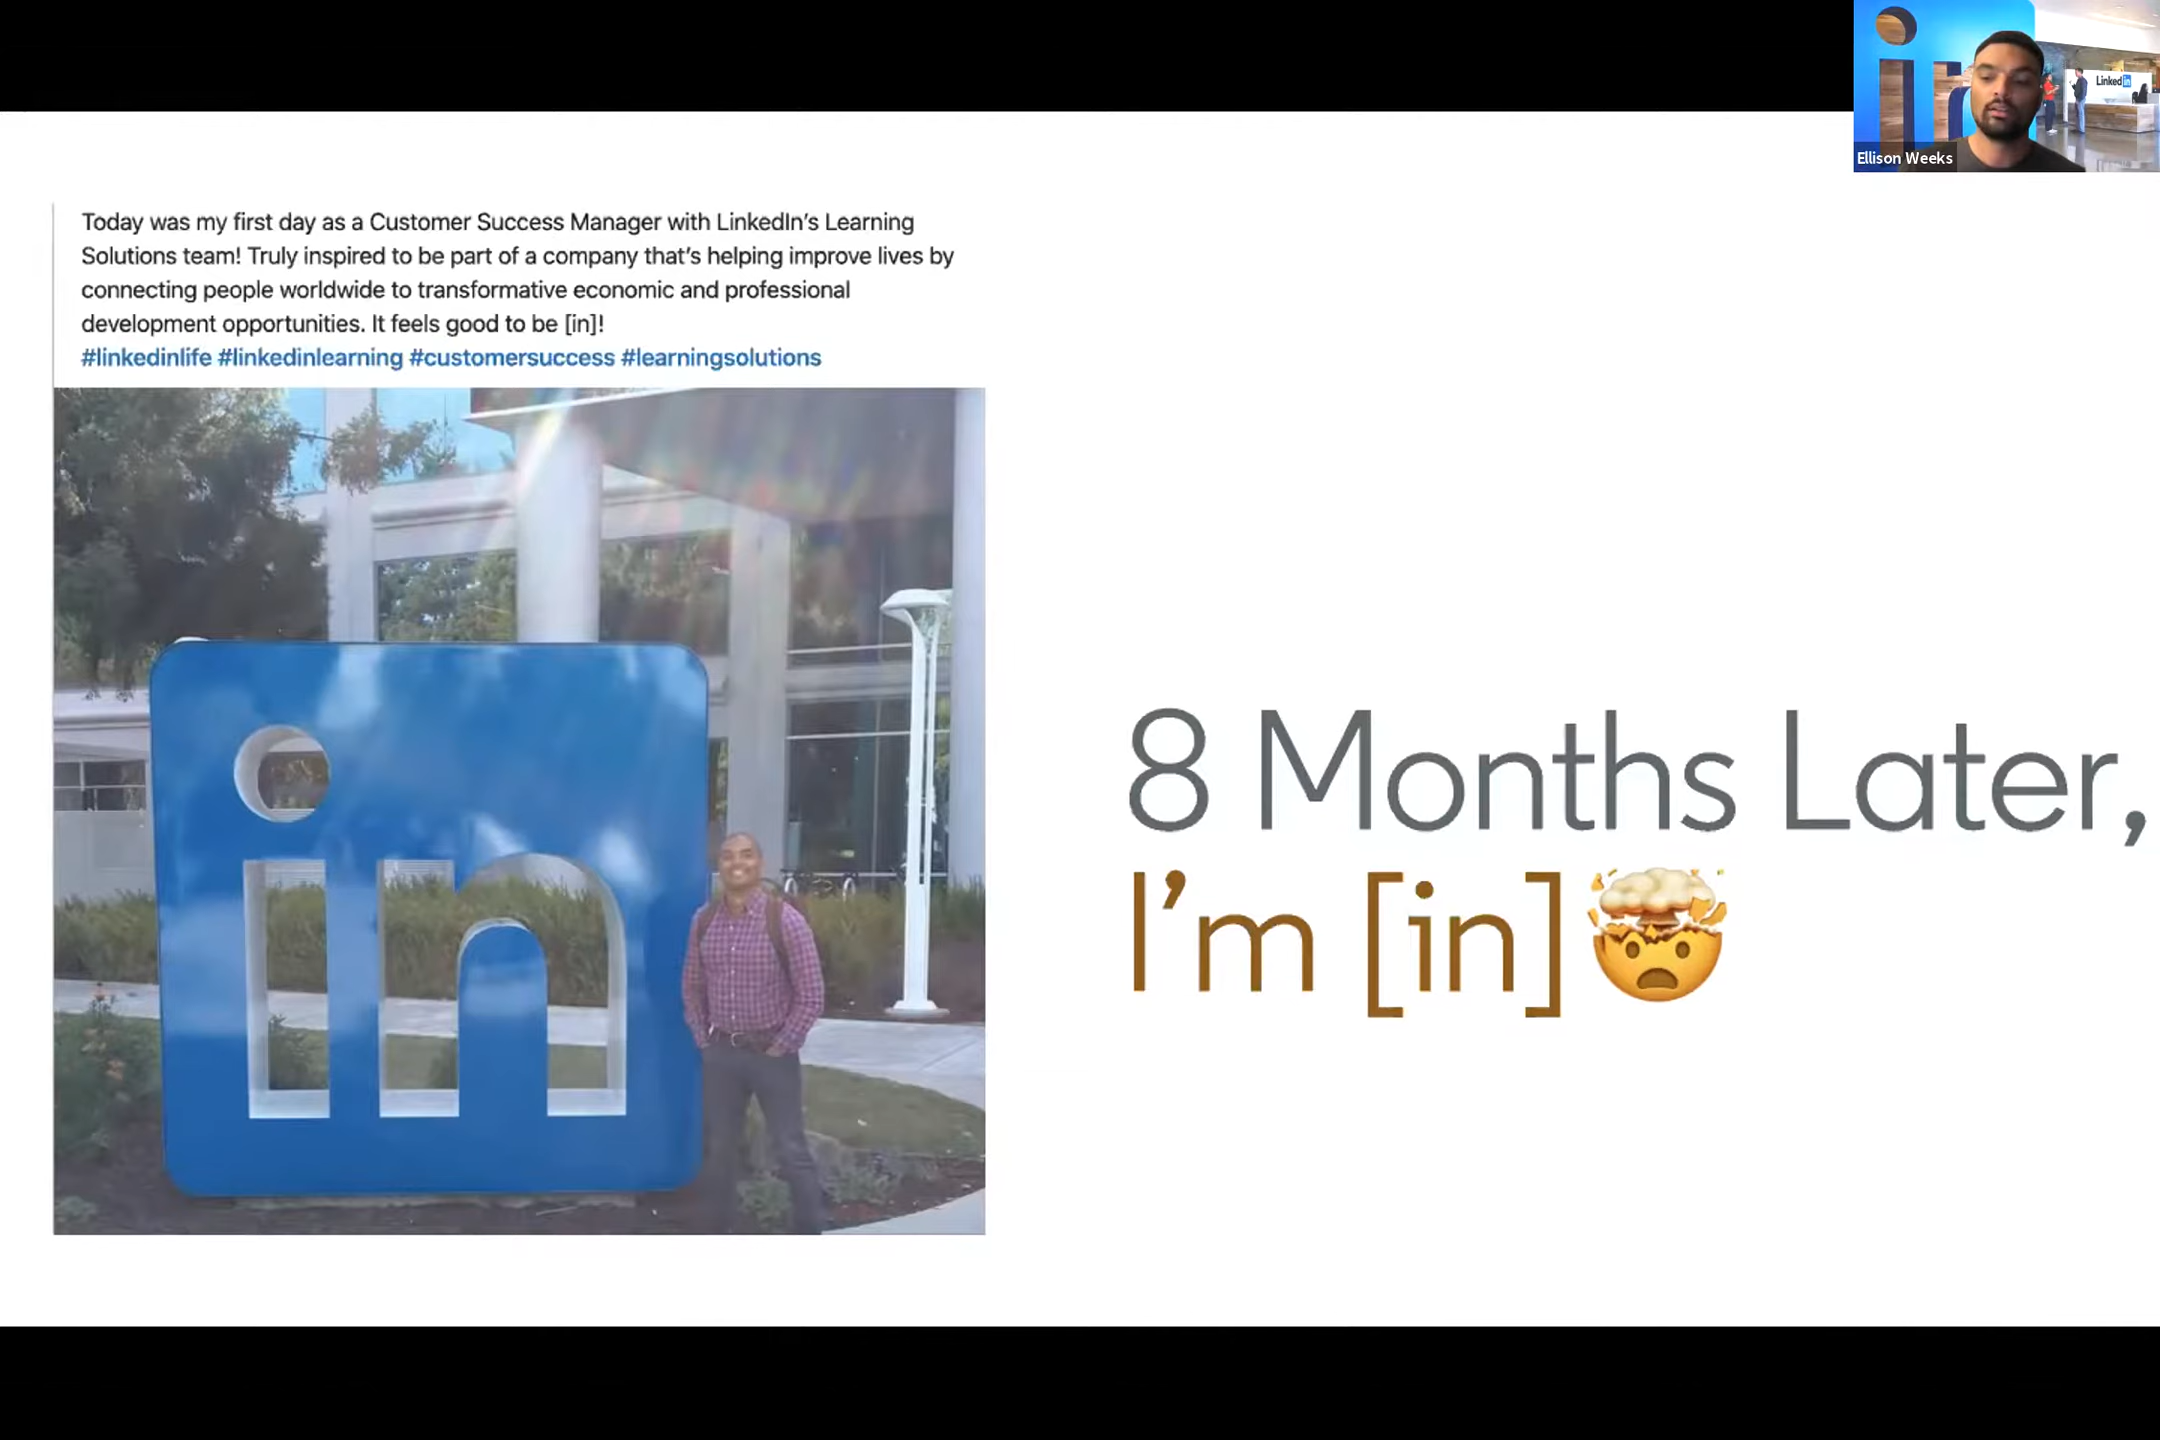 Linkedin
Ellison Weeks
Today was my first day as a Customer Success Manager with LinkedIn's Learning
Solutions team! Truly inspired to be part of a company that's helping improve lives by
connecting people worldwide to transformative economic and professional
development opportunities. It feels good to be [in]!
#linkedinlife #linkedinlearning #customersuccess #learningsolutions
in
8 Months Later,
I'm [in]🤯